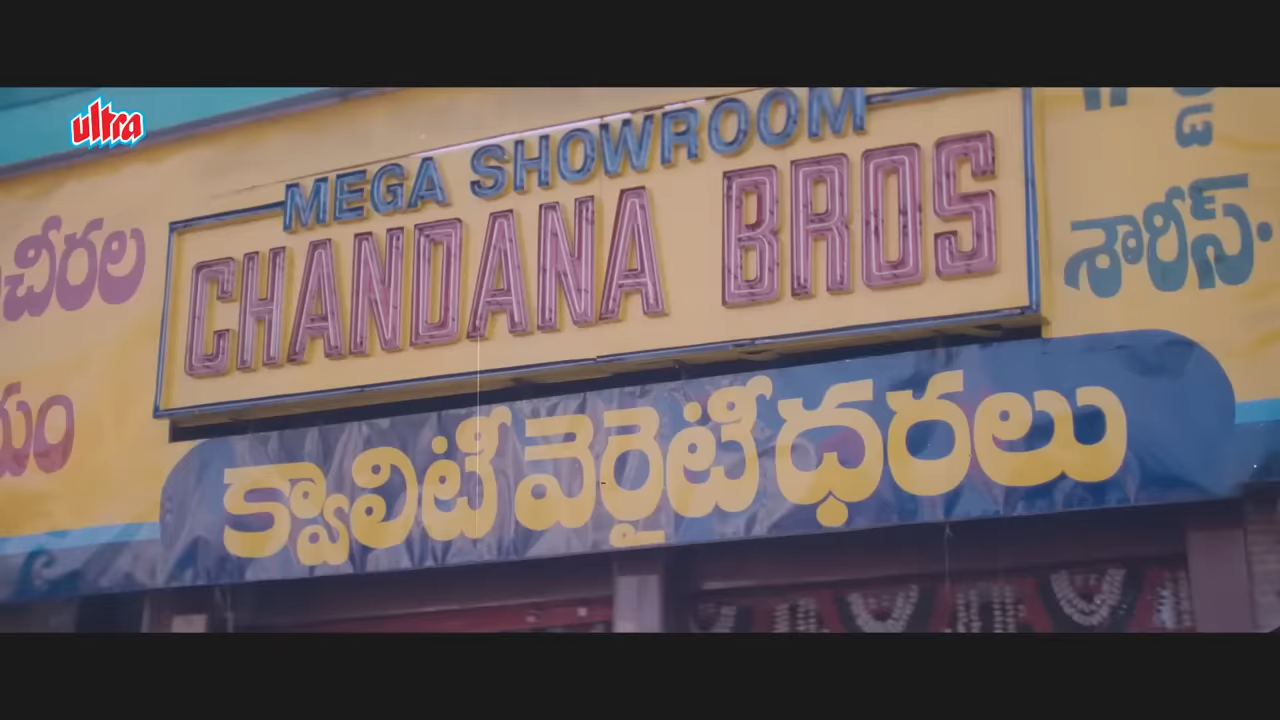 ultra
MEGA SHOWROOM
CHANDANA BROS
చీరల
శారీస్
క్వాలిటీ వెరైటీ ధరలు